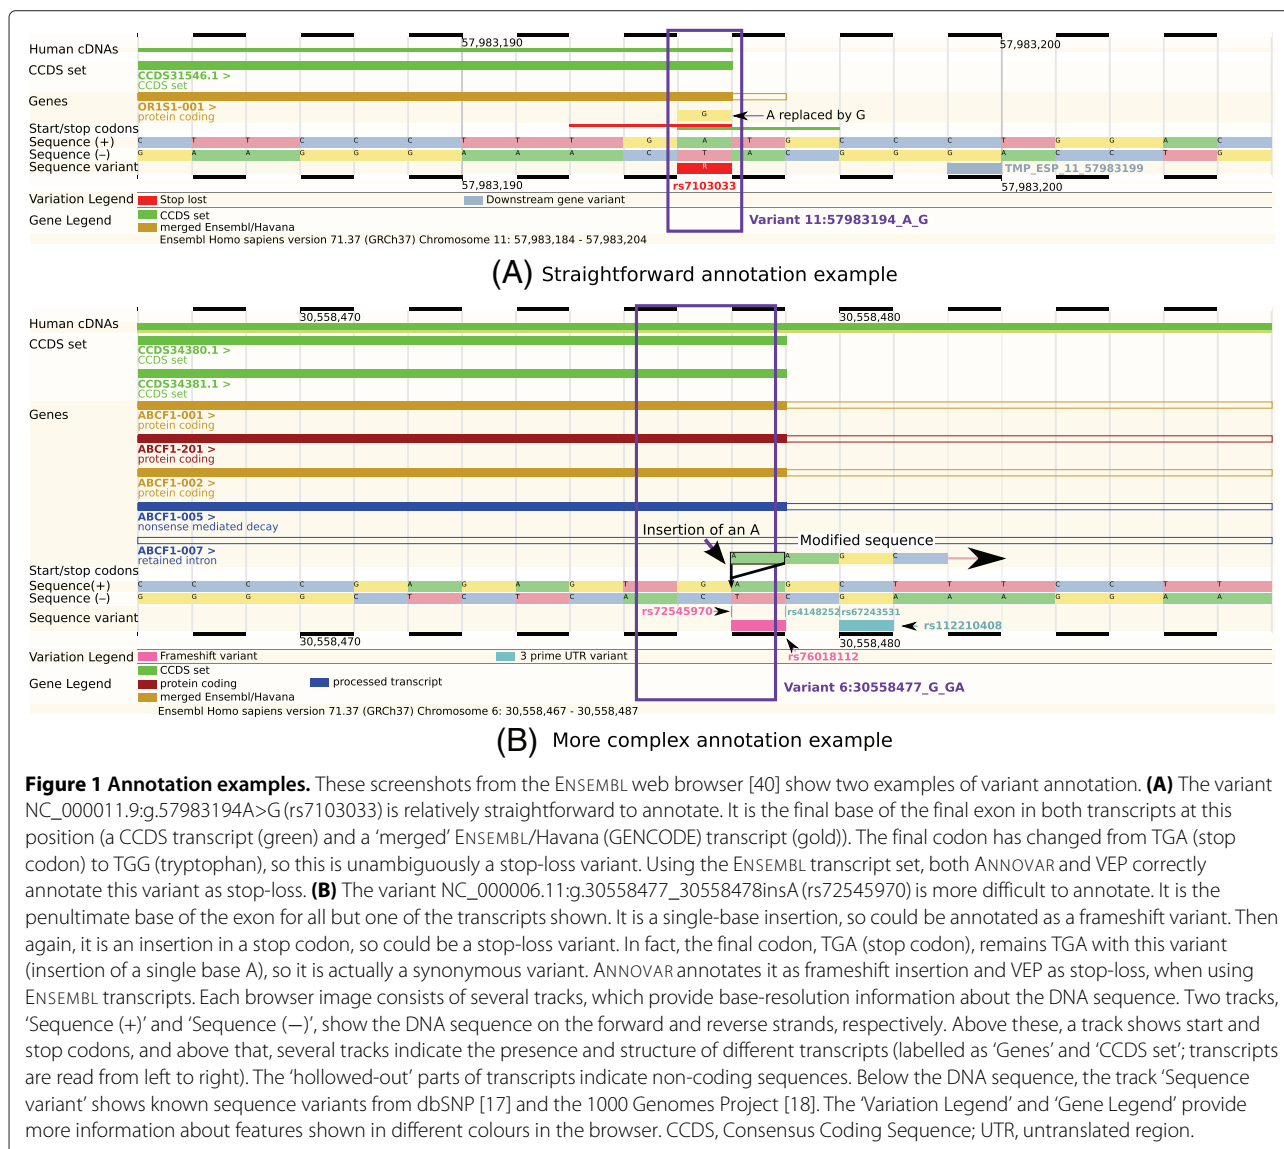 57,983,190 57,983,200
Human cDNAs
CCDS set
CCDS31546.1 >
CCDS set
Genes
OR1S1-001 >
protein coding
G A replaced by G
Start/stop codons
Sequence (+) C T T C C C T T T G A T G C C C T G G A C
Sequence (−) G A A G G G A A A C T A C G G G A C C T G
Sequence variant R TMP_ESP_11_57983199
57,983,190 rs7103033 57,983,200
Variation Legend Stop lost Downstream gene variant
Gene Legend CCDS set Variant 11:57983194_A_G
merged Ensembl/Havana
Ensembl Homo sapiens version 71.37 (GRCh37) Chromosome 11: 57,983,184 - 57,983,204
(A) Straightforward annotation example
30,558,470 30,558,480
Human cDNAs
CCDS set
CCDS34380.1 >
CCDS set
CCDS34381.1 >
CCDS set
Genes
ABCF1-001 >
protein coding
ABCF1-201 >
protein coding
ABCF1-002 >
protein coding
ABCF1-005 >
nonsense mediated decay
Insertion of an A Modified sequence
ABCF1-007 >
retained intron
A A G C
Start/stop codons
Sequence(+) C C C C G A G A G T G A G C T T T C C T T
Sequence (−) G G G G C T C T C A C T C G A A A G G A A
Sequence variant rs72545970 rs4148252 rs67243531 rs112210408
30,558,470 30,558,480
Variation Legend Frameshift variant 3 prime UTR variant rs76018112
CCDS set
Gene Legend protein coding processed transcript Variant 6:30558477_G_GA
merged Ensembl/Havana
Ensembl Homo sapiens version 71.37 (GRCh37) Chromosome 6: 30,558,467 - 30,558,487
(B) More complex annotation example
Figure 1 Annotation examples. These screenshots from the ENSEMBL web browser [40] show two examples of variant annotation. (A) The variant
NC_000011.9:g.57983194A>G (rs7103033) is relatively straightforward to annotate. It is the final base of the final exon in both transcripts at this
position (a CCDS transcript (green) and a ‘merged’ ENSEMBL/Havana (GENCODE) transcript (gold)). The final codon has changed from TGA (stop
codon) to TGG (tryptophan), so this is unambiguously a stop-loss variant. Using the ENSEMBL transcript set, both ANNOVAR and VEP correctly
annotate this variant as stop-loss. (B) The variant NC_000006.11:g.30558477_30558478insA (rs72545970) is more difficult to annotate. It is the
penultimate base of the exon for all but one of the transcripts shown. It is a single-base insertion, so could be annotated as a frameshift variant. Then
again, it is an insertion in a stop codon, so could be a stop-loss variant. In fact, the final codon, TGA (stop codon), remains TGA with this variant
(insertion of a single base A), so it is actually a synonymous variant. ANNOVAR annotates it as frameshift insertion and VEP as stop-loss, when using
ENSEMBL transcripts. Each browser image consists of several tracks, which provide base-resolution information about the DNA sequence. Two tracks,
‘Sequence (+)’ and ‘Sequence (−)’, show the DNA sequence on the forward and reverse strands, respectively. Above these, a track shows start and
stop codons, and above that, several tracks indicate the presence and structure of different transcripts (labelled as ‘Genes’ and ‘CCDS set’; transcripts
are read from left to right). The ‘hollowed-out’ parts of transcripts indicate non-coding sequences. Below the DNA sequence, the track ‘Sequence
variant’ shows known sequence variants from dbSNP [17] and the 1000 Genomes Project [18]. The ‘Variation Legend’ and ‘Gene Legend’ provide
more information about features shown in different colours in the browser. CCDS, Consensus Coding Sequence; UTR, untranslated region.